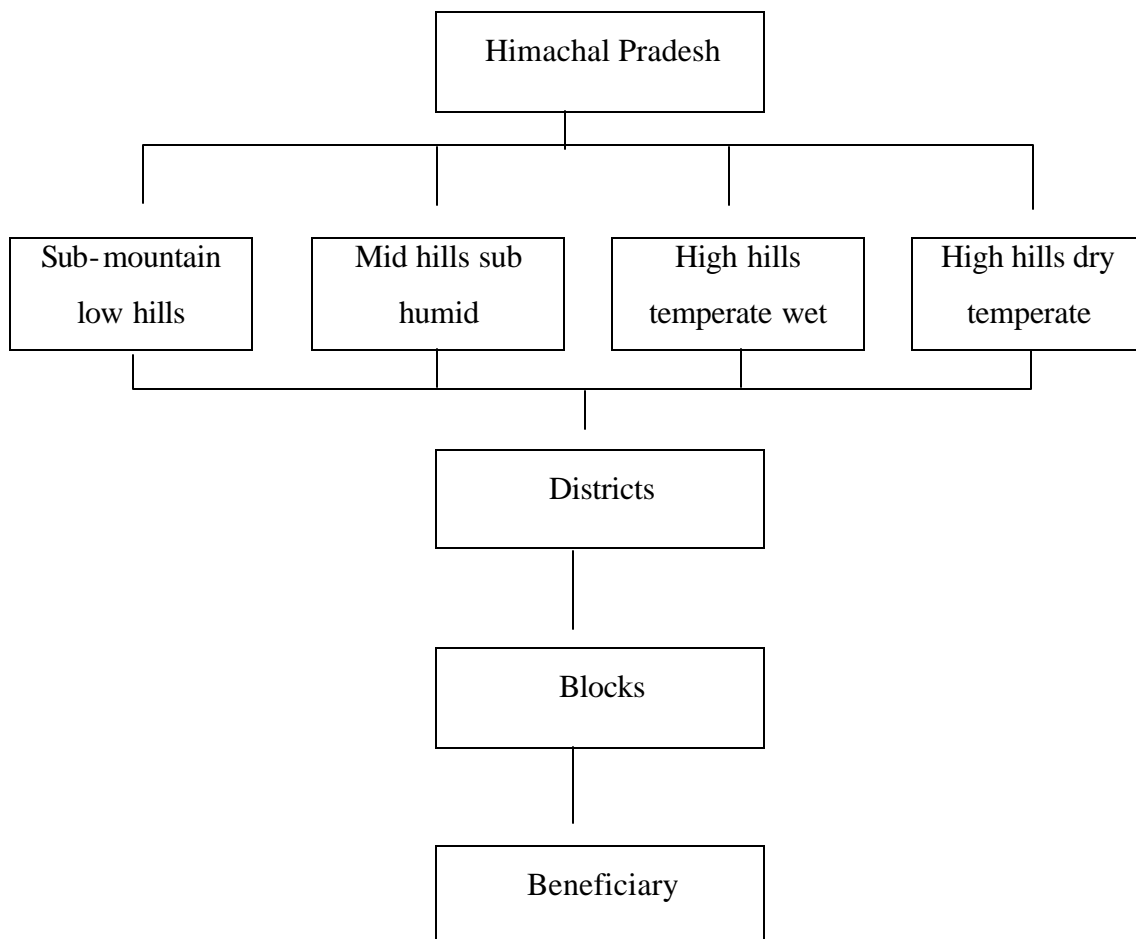 Himachal Pradesh
Sub-mountain
low hills
Mid hills sub
humid
High hills
temperate wet
High hills dry
temperate
Districts
Blocks
Beneficiary